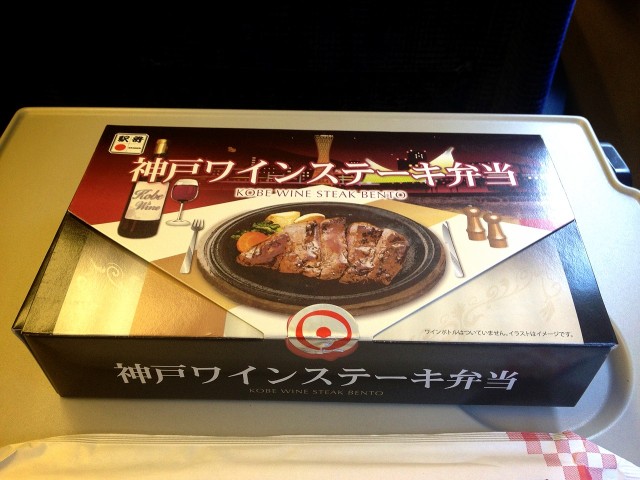 駅弁
神戸ワインステーキ弁当
KOBE WINE STEAK BENTO
Kobe
Wine
ワインボトルはついていません。イラストはイメージです。
神戸ワインステーキ弁当
KOBE WINE STEAK BENTO